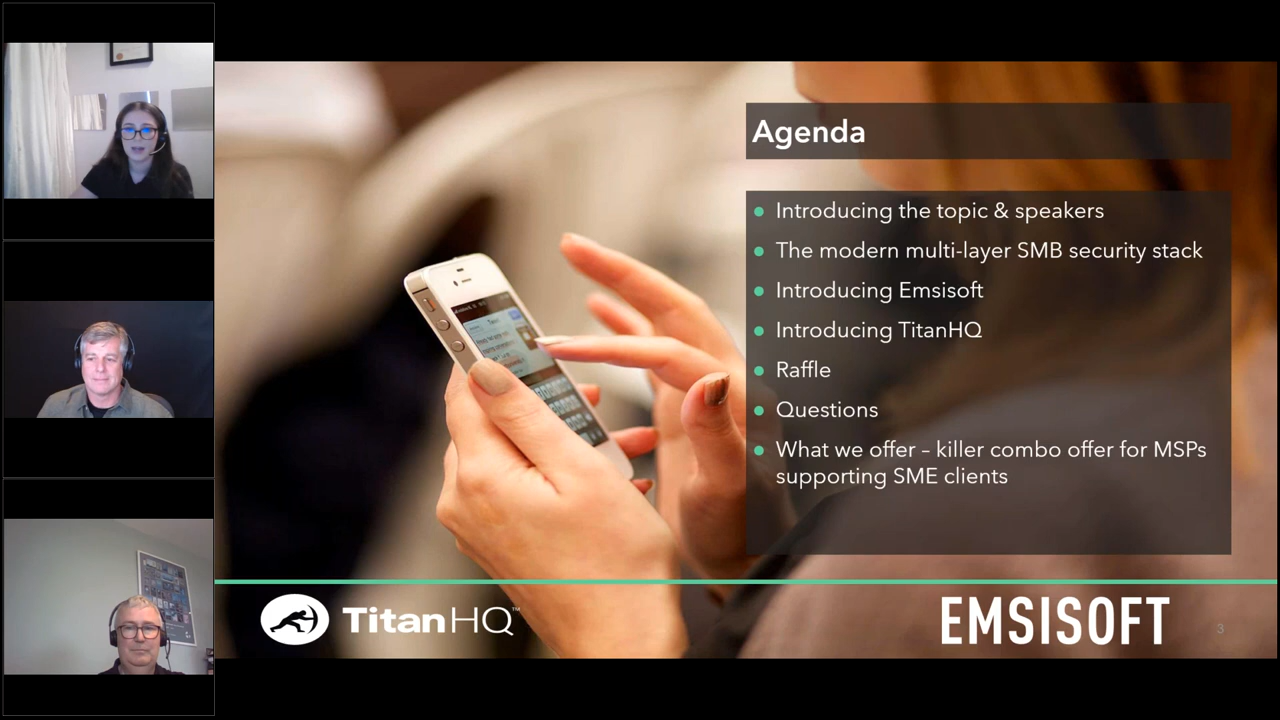 Agenda
Introducing the topic & speakers
The modern multi-layer SMB security stack
Introducing Emsisoft
Introducing TitanHQ
Raffle
Questions
What we offer – killer combo offer for MSPs
supporting SME clients
TitanHQ™
EMSISOFT
3